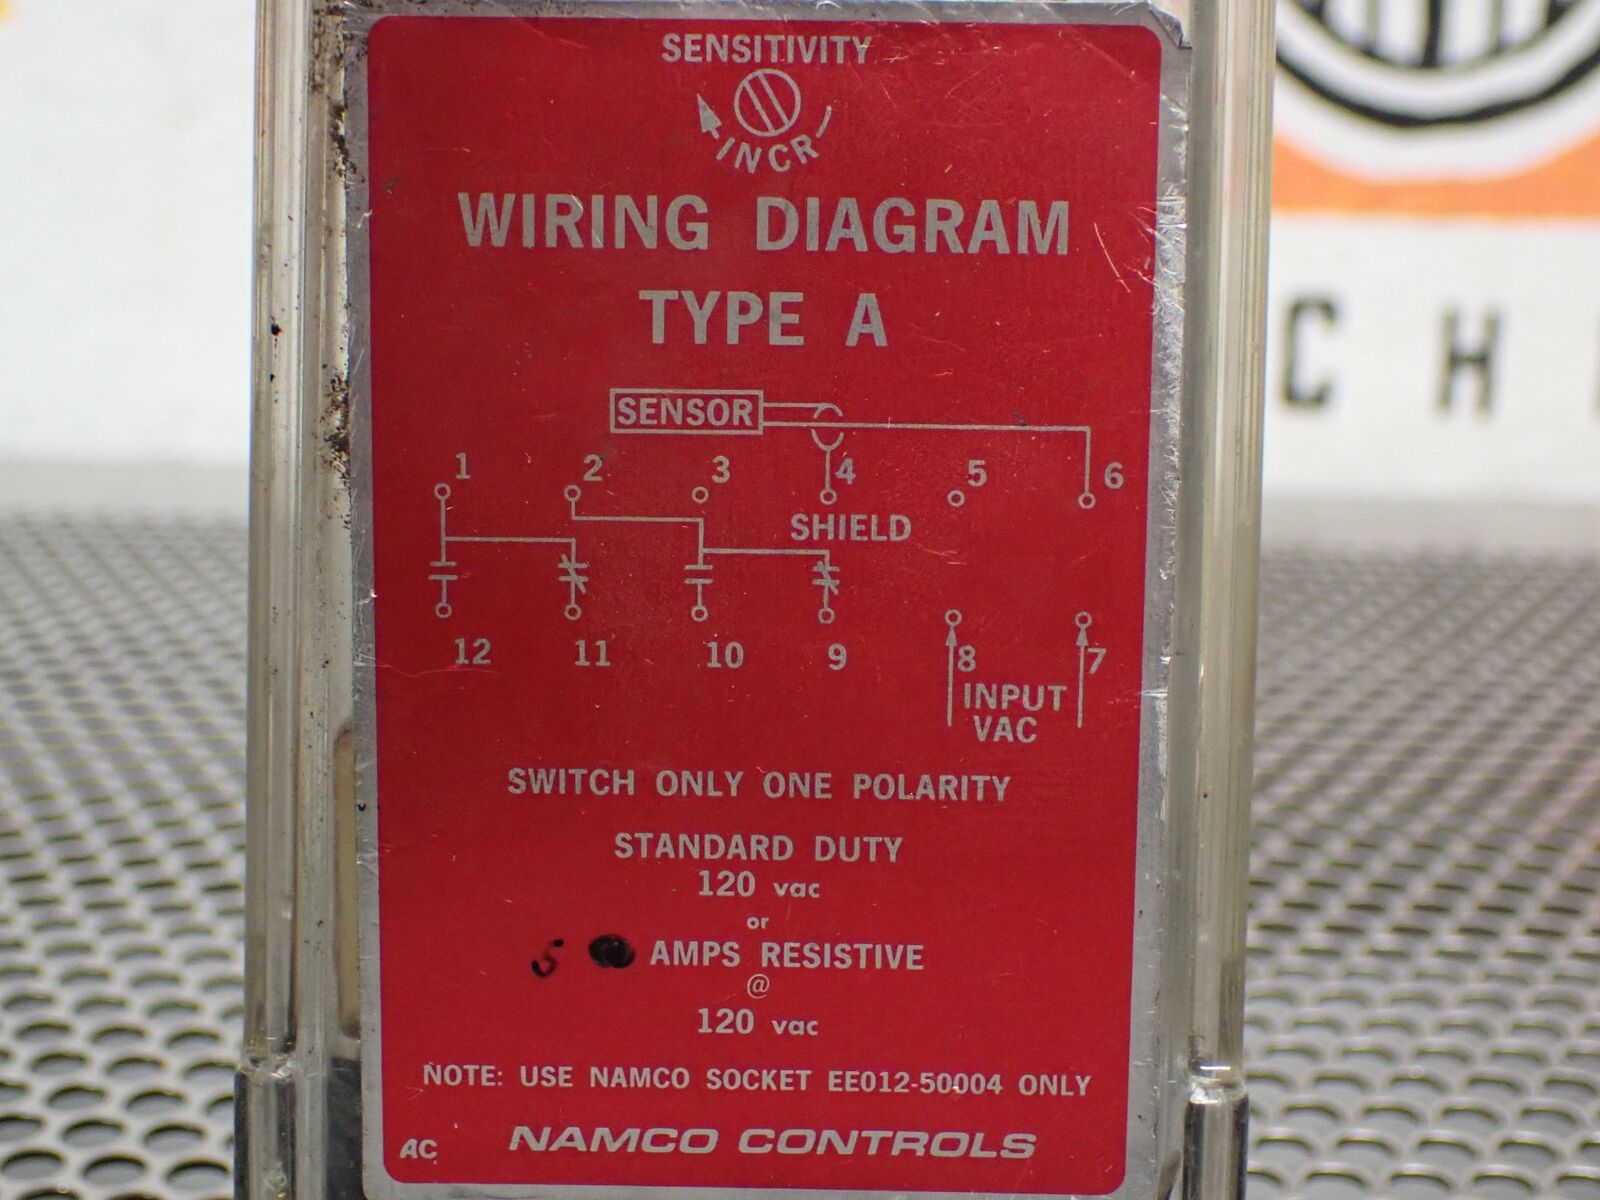 SENSITIVITY
INCR
WIRING DIAGRAM
TYPE A
SENSOR
1 2 3 4 5 6
SHIELD
12 11 10 9 8 7
INPUT
VAC
SWITCH ONLY ONE POLARITY
STANDARD DUTY
120 vac
or
5 AMPS RESISTIVE
@
120 vac
NOTE: USE NAMCO SOCKET EE012-50004 ONLY
AC NAMCO CONTROLS
C H